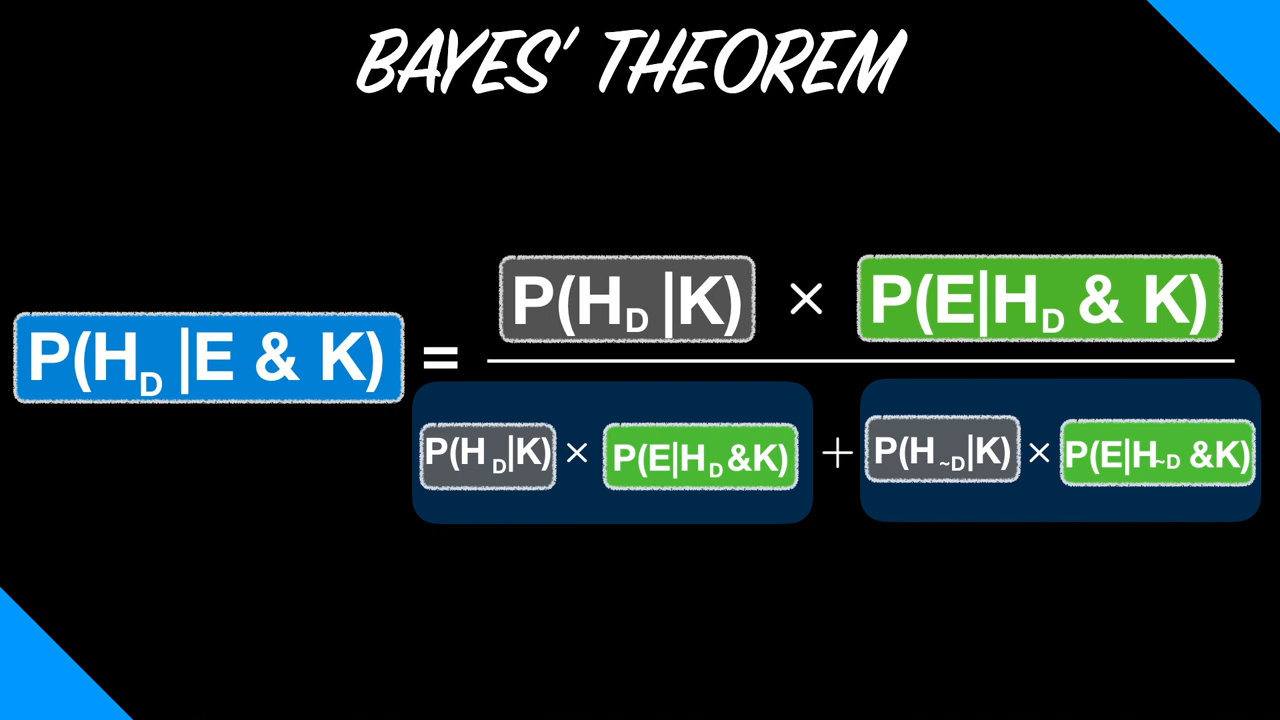 BAYES' THEOREM
P(H_D |K) × P(E|H_D & K)
P(H_D |E & K) =
P(H_D|K) × P(E|H_D &K) + P(H_~D|K) × P(E|H_~D &K)